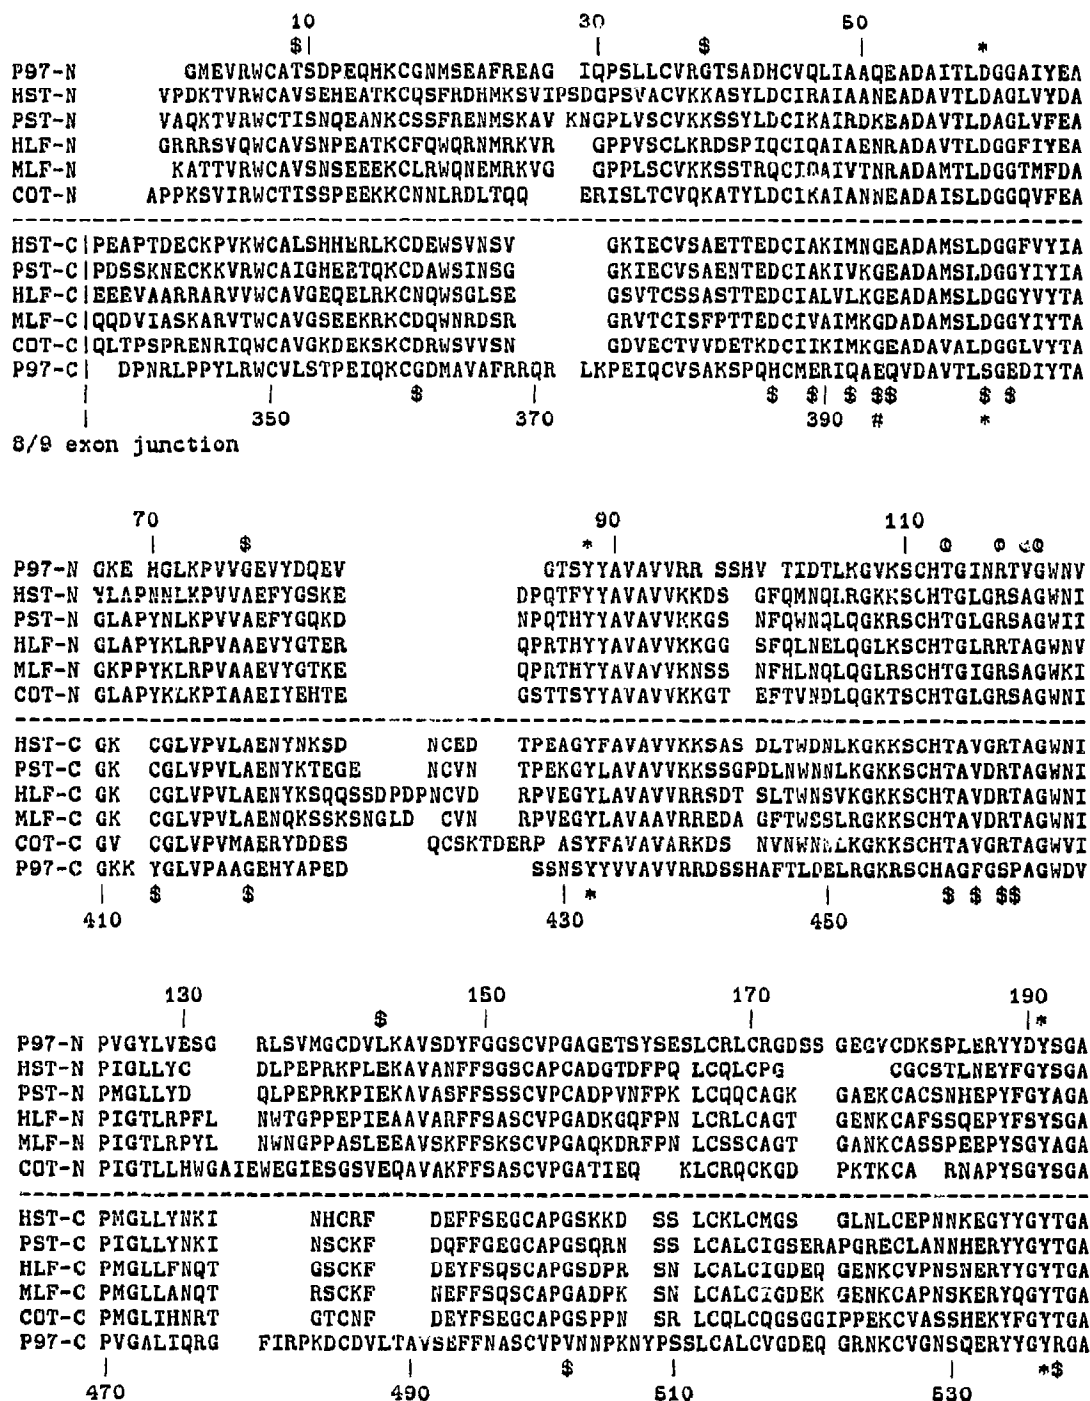 10 30 50
$| | $ | *
P97-N GMEVRWCATSDPEQHKCGNMSEAFREAG IQPSLLCVRGTSADHCVQLIAAQEADAITLDGGAIYEA
HST-N VPDKTVRWCAVSEHEATKCQSFRDHMKSVIPSDGPSVACVKKASYLDCIRAIAANEADAVTLDAGLVYDA
PST-N VAQKTVRWCTISNQEANKCSSFRENMSKAV KNGPLVSCVKKSSYLDCIKAIRDKEADAVTLDAGLVFEA
HLF-N GRRRSVQWCAVSNPEATKCFQWQRNMRKVR GPPVSCLKRDSPIQCIQAIAENRADAVTLDGGFIYEA
MLF-N KATTVRWCAVSNSEEEKCLRWQNEMRKVG GPPLSCVKKSSTRQCIQAIVTNRADAMTLDGGTMFDA
COT-N APPKSVIRWCTISSPEEKKCNNLRDLTQQ ERISLTCVQKATYLDCIKAIANNEADAISLDGGQVFEA
HST-C|PEAPTDECKPVKWCALSHHERLKCDEWSVNSV GKIECVSAETTEDCIAKIMNGEADAMSLDGGFVYIA
PST-C|PDSSKNECKKVRWCAIGHEETQKCDAWSINSG GKIECVSAENTEDCIAKIVKGEADAMSLDGGYIYIA
HLF-C|EEEVAARRARVVWCAVGEQELRKCNQWSGLSE GSVTCSSASTTEDCIALVLKGEADAMSLDGGYVYTA
MLF-C|QQDVIASKARVTWCAVGSEEKRKCDQWNRDSR GRVTCISFPTTEDCIVAIMKGDADAMSLDGGYIYTA
COT-C|QLTPSPRENRIQWCAVGKDEKSKCDRWSVVSN GDVECTVVDETKDCIIKIMKGEADAVALDGGYVYTA
P97-C| DPNRLPPYLRWCVLSTPEIQKCGDMAVAFRRQR LKPEIQCVSAKSPQHCMERIQAEQVDAVTLSGEDIYTA
| | $ | $ $| $ $$ $ $
| 350 370 390 # *
8/9 exon junction
70 90 110
| $ * | | @ @ @@
P97-N GKE HGLKPVVGEVYDQEV GTSYYAVAVVRR SSHV TIDTLKGVKSCHTGINRTVGWNV
HST-N YLAPNNLKPVVAEFYGSKE DPQTFYYAVAVVKKDS GFQMNQLRGKKSCHTGLGRSAGWNI
PST-N GLAPYNLKPVVAEFYGQKD NPQTHYYAVAVVKKGS NFQWNQLQGKRSCHTGLGRSAGWII
HLF-N GLAPYKLRPVAAEVYGTER QPRTHYYAVAVVKKGG SFQLNELQGLKSCHTGLRRTAGWNV
MLF-N GKPPYKLRPVAAEVYGTKE QPRTHYYAVAVVKNSS NFHLNQLQGLRSCHTGIGRSAGWKI
COT-N GLAPYKLKPIAAEIYEHTE GSTTSYYAVAVVKKGT EFTVNDLQGKTSCHTGLGRSAGWNI
HST-C GK CGLVPVLAENYNKSD NCED TPEAGYFAVAVVKKSAS DLTWDNLKGKKSCHTAVGRTAGWNI
PST-C GK CGLVPVLAENYKTEGE NCVN TPEKGYLAVAVVKKSSGPDLNWNNLKGKKSCHTAVDRTAGWNI
HLF-C GK CGLVPVLAENYKSQQSSDPDPNCVD RPVEGYLAVAVVRRSDT SLTWNSVKGKKSCHTAVDRTAGWNI
MLF-C GK CGLVPVLAENQKSSKSNGLD CVN RPVEGYLAVAAVRREDA GFTWSSLRGKKSCHTAVDRTAGWNI
COT-C GV CGLVPVMAERYDDES QCSKTDERP ASYFAVAVARKDS NVNWNNLKGKKSCHTAVGRTAGWVI
P97-C GKK YGLVPAAGEHYAPED SSNSYYVVAVVRRDSSHAFTLDELRGKRSCHAGFGSPAGWDV
| $ $ | * | $ $ $$
410 430 450
130 150 170 190
| $ | | |*
P97-N PVGYLVESG RLSVMGCDVLKAVSDYFGGSCVPGAGETSYSESLCRLCRGDSS GEGVCDKSPLERYYDYSGA
HST-N PIGLLYC DLPEPRKPLEKAVANFFSGSCAPCADGTDFPQ LCQLCPG CGCSTLNEYFGYSGA
PST-N PMGLLYD QLPEPRKPIEKAVASFFSSSCVPCADPVNFPK LCQQCAGK GAEKCACSNHEPYFGYAGA
HLF-N PIGTLRPFL NWTGPPEPIEAAVARFFSASCVPGADKGQFPN LCRLCAGT GENKCAFSSQEPYFSYSGA
MLF-N PIGTLRPYL NWNGPPASLEEAVSKFFSKSCVPGAQKDRFPN LCSSCAGT GANKCASSPEEPYSGYAGA
COT-N PIGTLLHWGAIEWEGIESGSVEQAVAKFFSASCVPGATIEQ KLCRQCKGD PKTKCA RNAPYSGYSGA
HST-C PMGLLYNKI NHCRF DEFFSEGCAPGSKKD SS LCKLCMGS GLNLCEPNNKEGYYGYTGA
PST-C PIGLLYNKI NSCKF DQFFGEGCAPGSQRN SS LCALCIGSERAPGRECLANNHERYYGYTGA
HLF-C PMGLLFNQT GSCKF DEYFSQSCAPGSDPR SN LCALCIGDEQ GENKCVPNSNERYYGYTGA
MLF-C PMGLLANQT RSCKF NEFFSQSCAPGADPK SN LCALCIGDEK GENKCAPNSKERYQGYTGA
COT-C PMGLIHNRT GTCNF DEYFSEGCAPGSPPN SR LCQLCQGSGGIPPEKCVASSHEKYFGYTGA
P97-C PVGALIQRG FIRPKDCDVLTAVSEFFNASCVPVNNPKNYPSSLCALCVGDEQ GRNKCVGNSQERYYGYRGA
| | $ | | *$
470 490 510 530